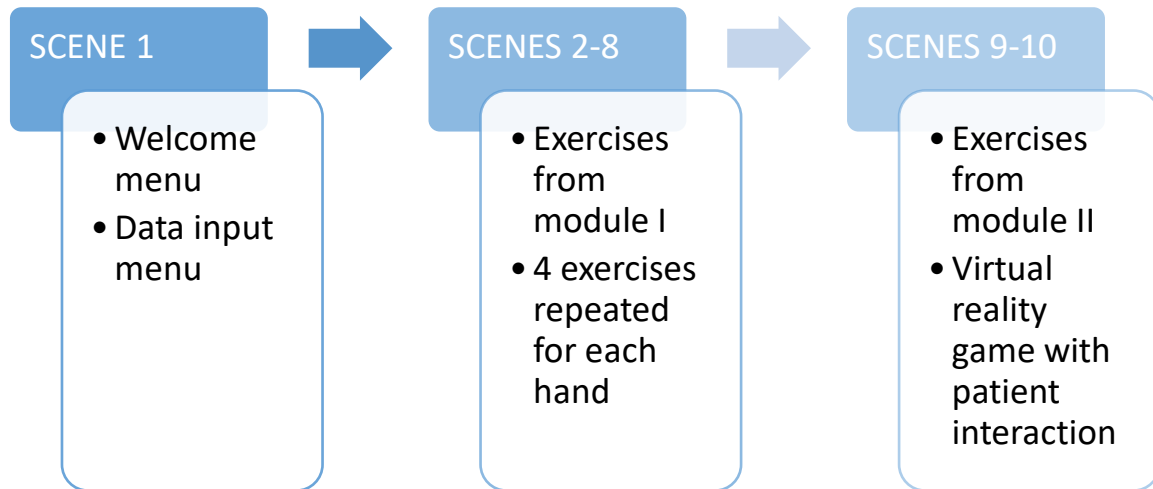 SCENE 1
• Welcome
menu
• Data input
menu
SCENES 2-8
• Exercises
from
module I
• 4 exercises
repeated
for each
hand
SCENES 9-10
• Exercises
from
module II
• Virtual
reality
game with
patient
interaction